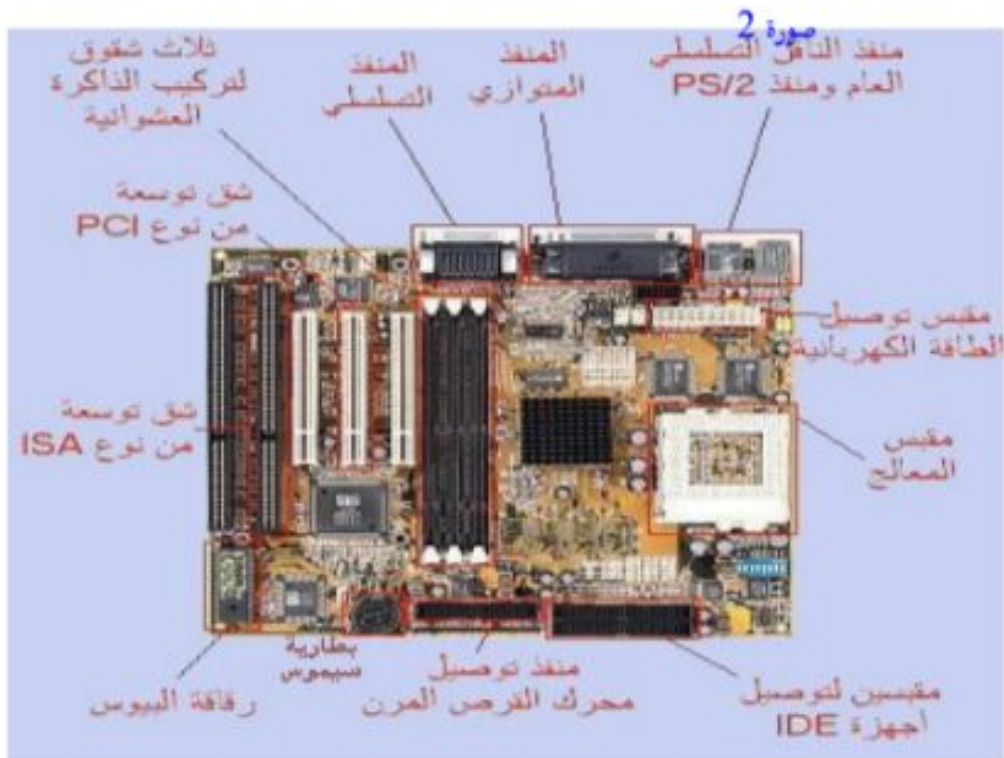 صورة 2
منفذ الناقل التسلسلي
العام ومنفذ PS/2
المنفذ
المتوازي
المنفذ
التسلسلي
ثلاث شقوق
لتركيب الذاكرة
العشوائية
شق توسعة
من نوع PCI
مقبس توصيل
الطاقة الكهربائية
شق توسعة
من نوع ISA
مقبس
المعالج
مقبسين لتوصيل
أجهزة IDE
منفذ توصيل
محرك القرص المرن
بطارية
سيموس
رقاقة البيوس